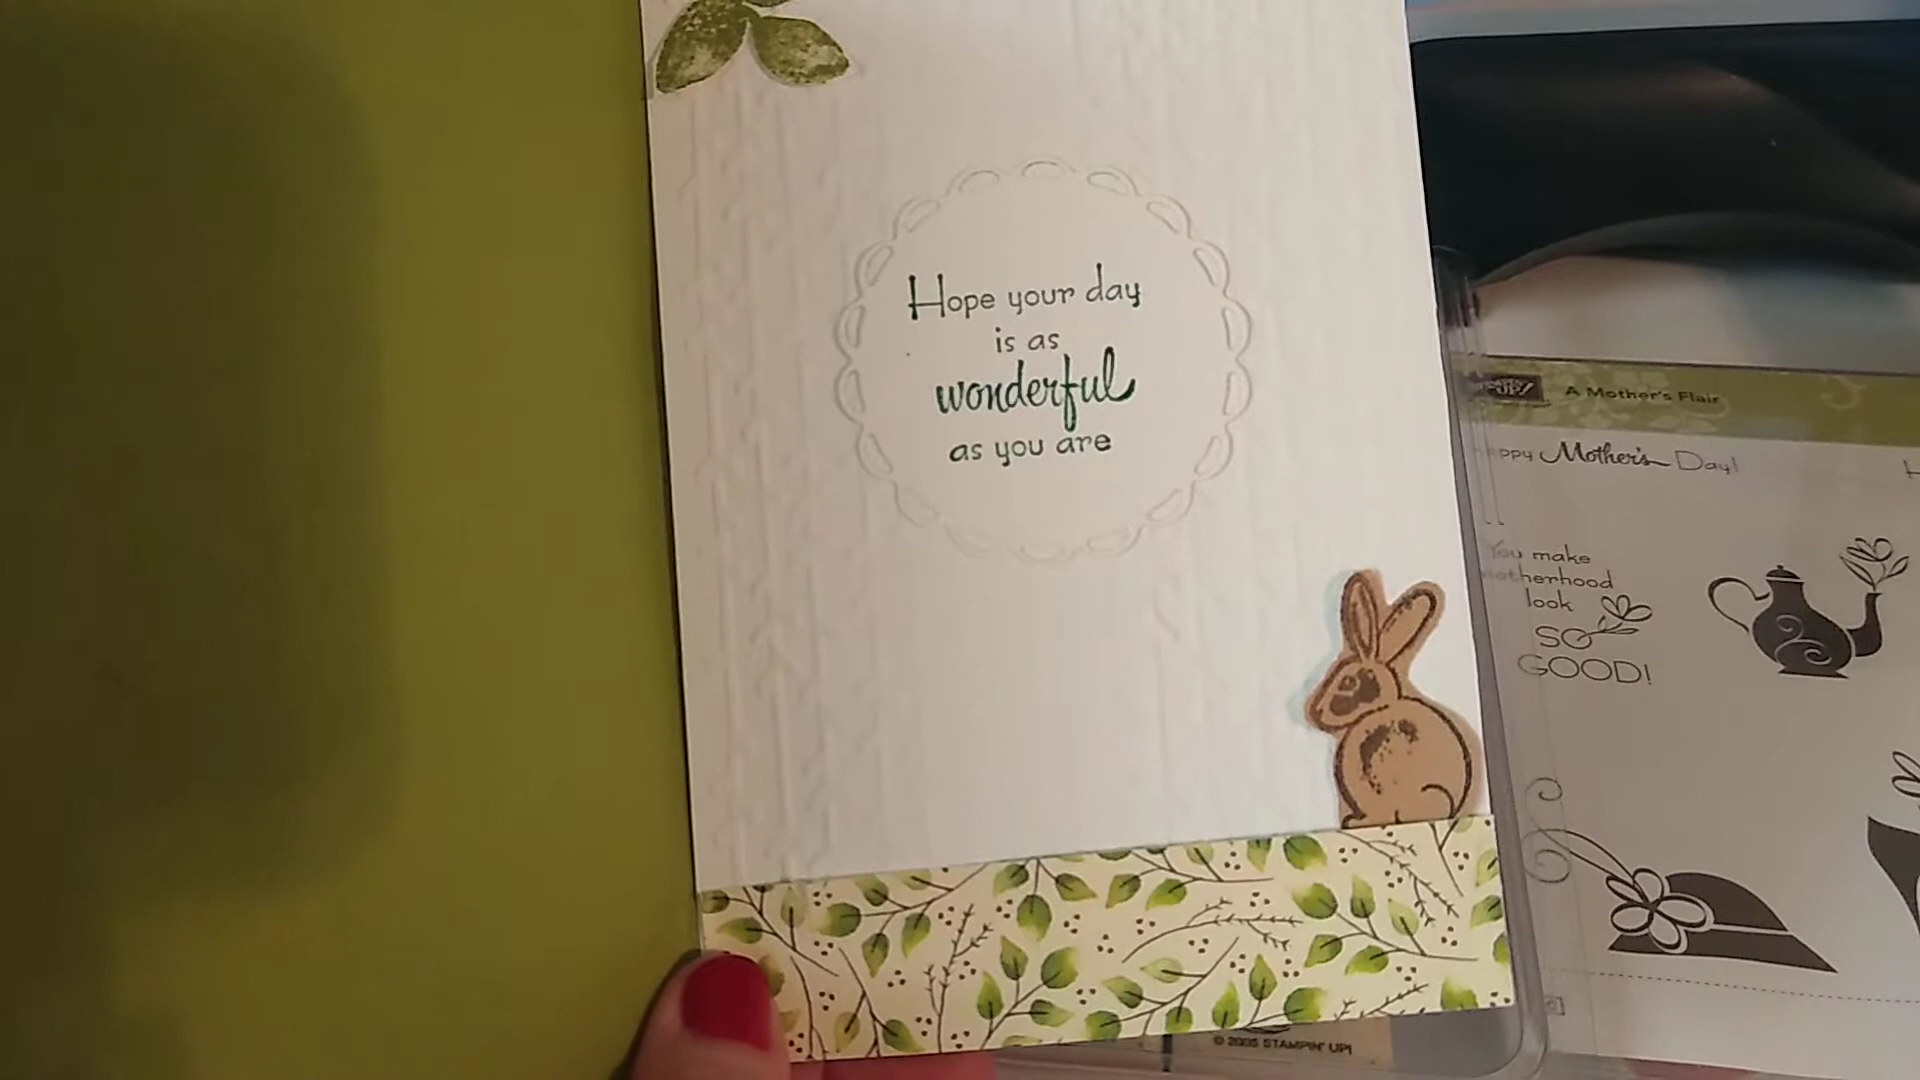 Hope your day
is as
wonderful
as you are
A Mother's Flair
Mother's Day!
You make
motherhood
look
SO
GOOD!
© 2005 STAMPIN' UP!